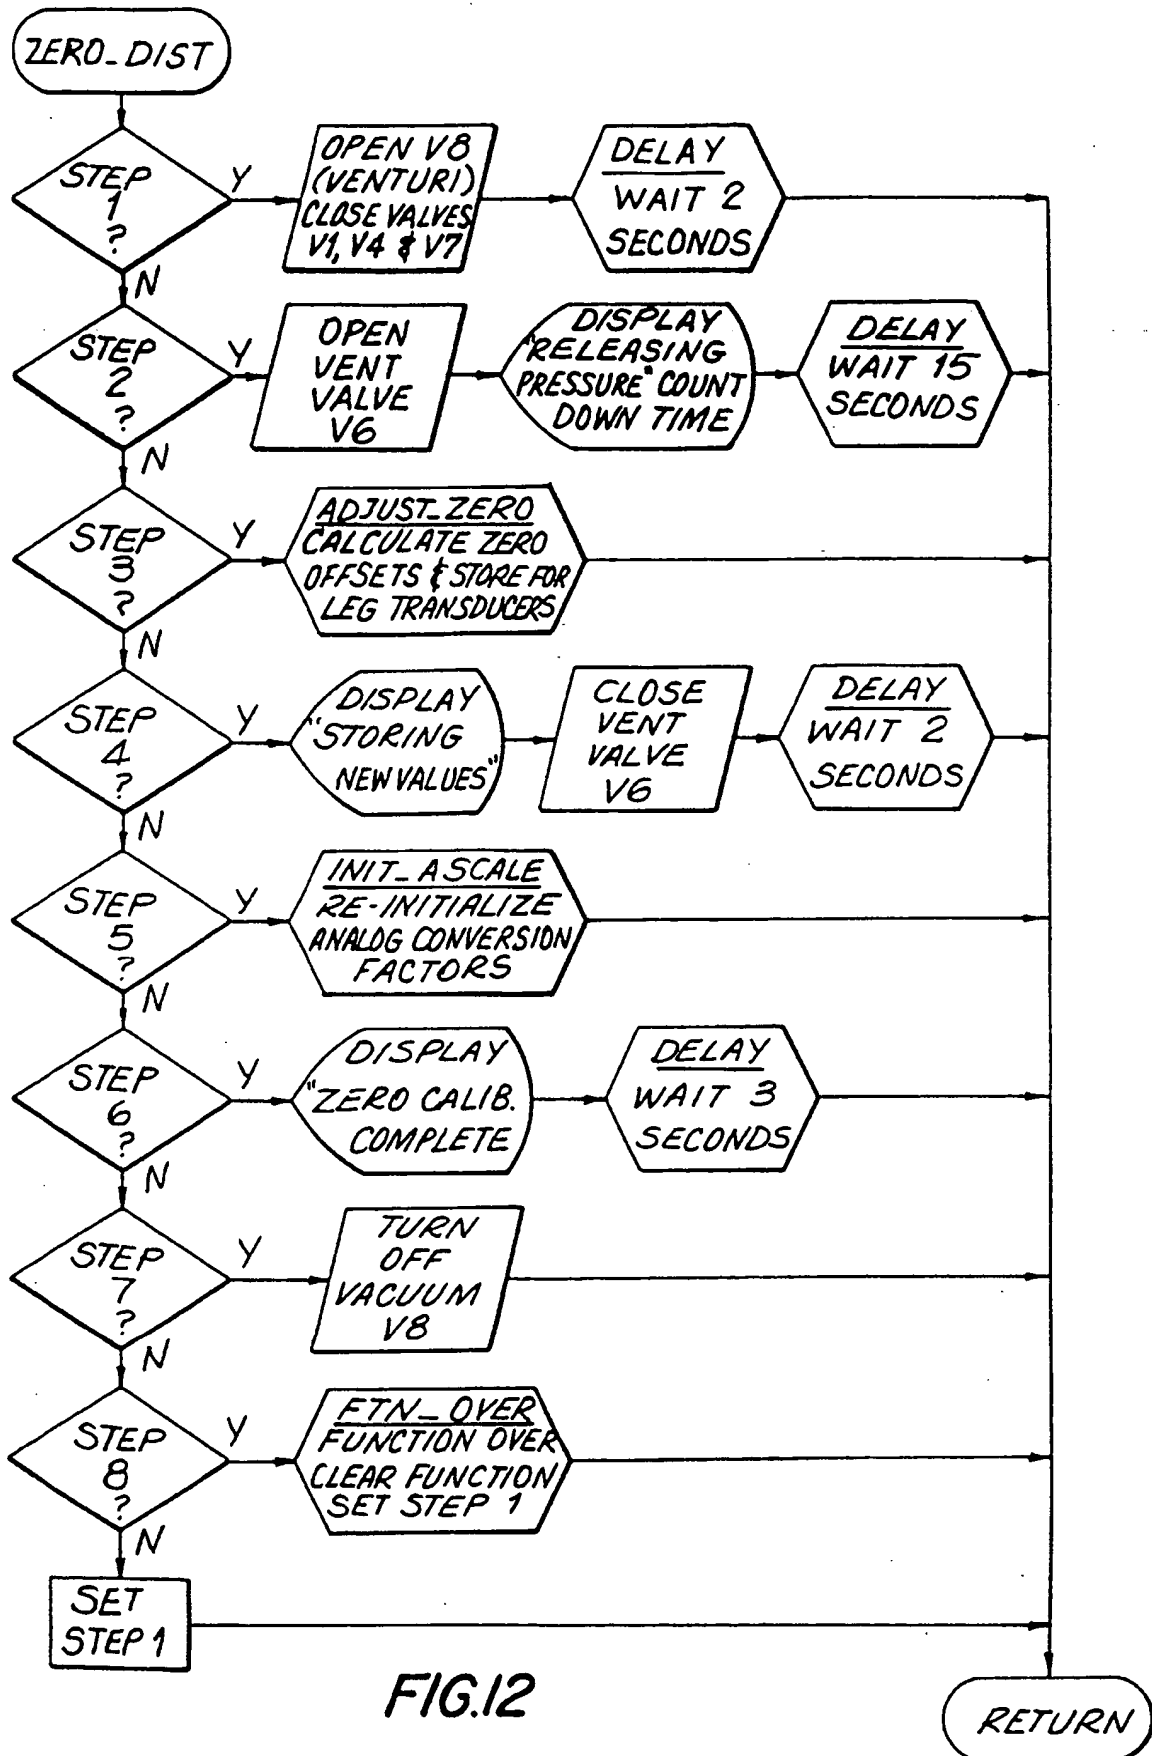 ZERO_DIST
STEP
1
?
Y
OPEN V8
(VENTURI)
CLOSE VALVES
V1, V4 & V7
DELAY
WAIT 2
SECONDS
N
STEP
2
?
Y
OPEN
VENT
VALVE
V6
DISPLAY
"RELEASING
PRESSURE" COUNT
DOWN TIME
DELAY
WAIT 15
SECONDS
N
STEP
3
?
Y
ADJUST_ZERO
CALCULATE ZERO
OFFSETS & STORE FOR
LEG TRANSDUCERS
N
STEP
4
?
Y
DISPLAY
"STORING
NEW VALUES"
CLOSE
VENT
VALVE
V6
DELAY
WAIT 2
SECONDS
N
STEP
5
?
Y
INIT_ASCALE
RE-INITIALIZE
ANALOG CONVERSION
FACTORS
N
STEP
6
?
Y
DISPLAY
"ZERO CALIB.
COMPLETE
DELAY
WAIT 3
SECONDS
N
STEP
7
?
Y
TURN
OFF
VACUUM
V8
N
STEP
8
?
Y
FTN_OVER
FUNCTION OVER
CLEAR FUNCTION
SET STEP 1
N
SET
STEP 1
RETURN
FIG.12